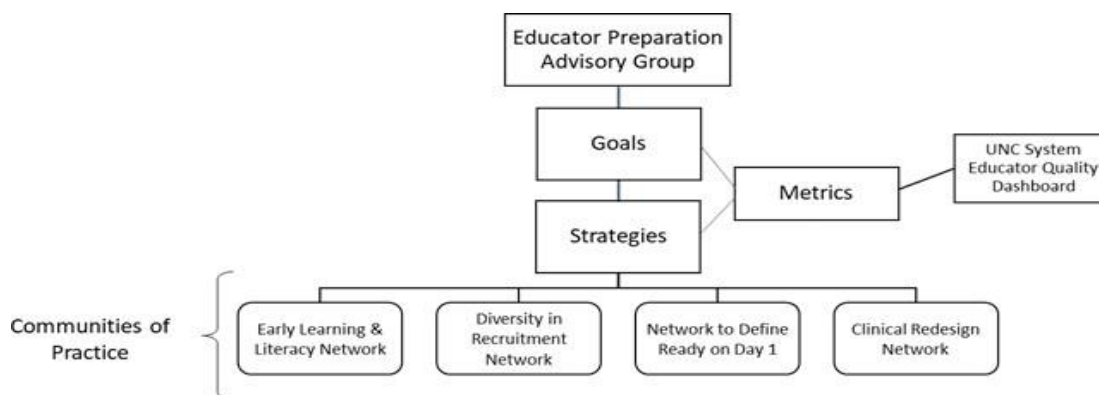 Educator Preparation
Advisory Group
Goals
UNC System
Educator Quality
Dashboard
Metrics
Strategies
Communities of
Practice
Early Learning &
Literacy Network
Diversity in
Recruitment
Network
Network to Define
Ready on Day 1
Clinical Redesign
Network